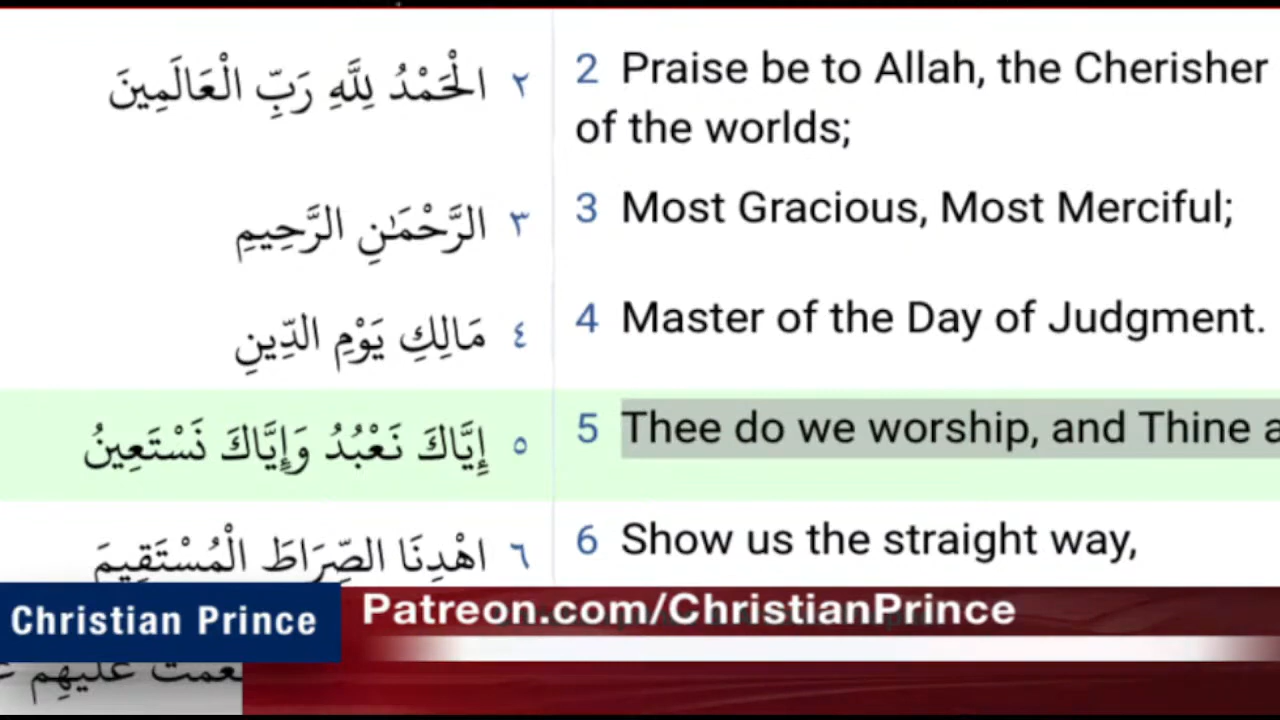 الْحَمْدُ لِلَّهِ رَبِّ الْعَالَمِينَ ٢
2 Praise be to Allah, the Cherisher
of the worlds;
الرَّحْمَٰنِ الرَّحِيمِ ٣
3 Most Gracious, Most Merciful;
مَالِكِ يَوْمِ الدِّينِ ٤
4 Master of the Day of Judgment.
إِيَّاكَ نَعْبُدُ وَإِيَّاكَ نَسْتَعِينُ ٥
5 Thee do we worship, and Thine a
اهْدِنَا الصِّرَاطَ الْمُسْتَقِيمَ ٦
6 Show us the straight way,
Christian Prince
Patreon.com/ChristianPrince